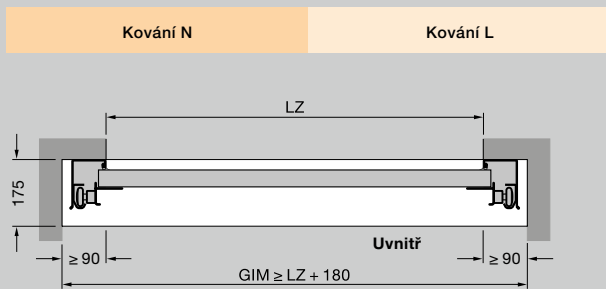 Kování N
Kování L
LZ
175
Uvnitř
≥ 90
≥ 90
GIM ≥ LZ + 180